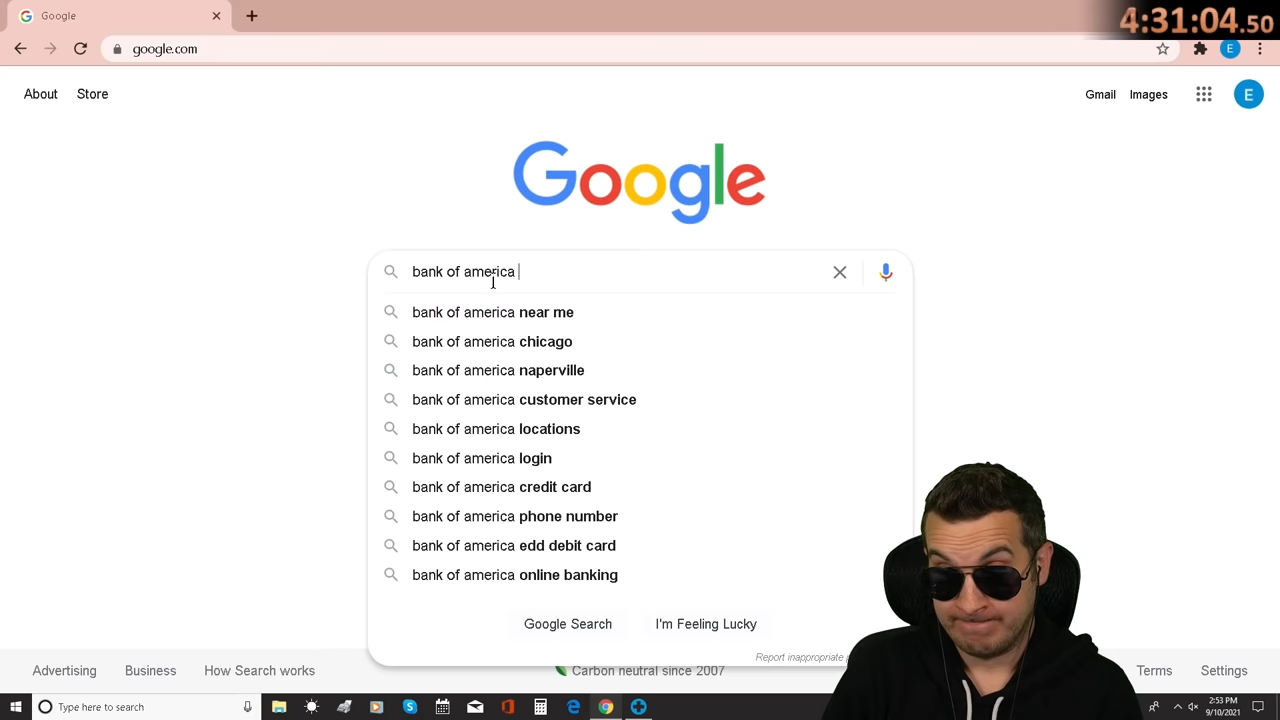 Google
4:31:04.50
google.com
E
About
Store
Gmail
Images
E
Google
bank of america
bank of america near me
bank of america chicago
bank of america naperville
bank of america customer service
bank of america locations
bank of america login
bank of america credit card
bank of america phone number
bank of america edd debit card
bank of america online banking
Google Search
I'm Feeling Lucky
Report inappropriate
Advertising
Business
How Search works
Carbon neutral since 2007
Terms
Settings
Type here to search
2:53 PM
9/10/2021